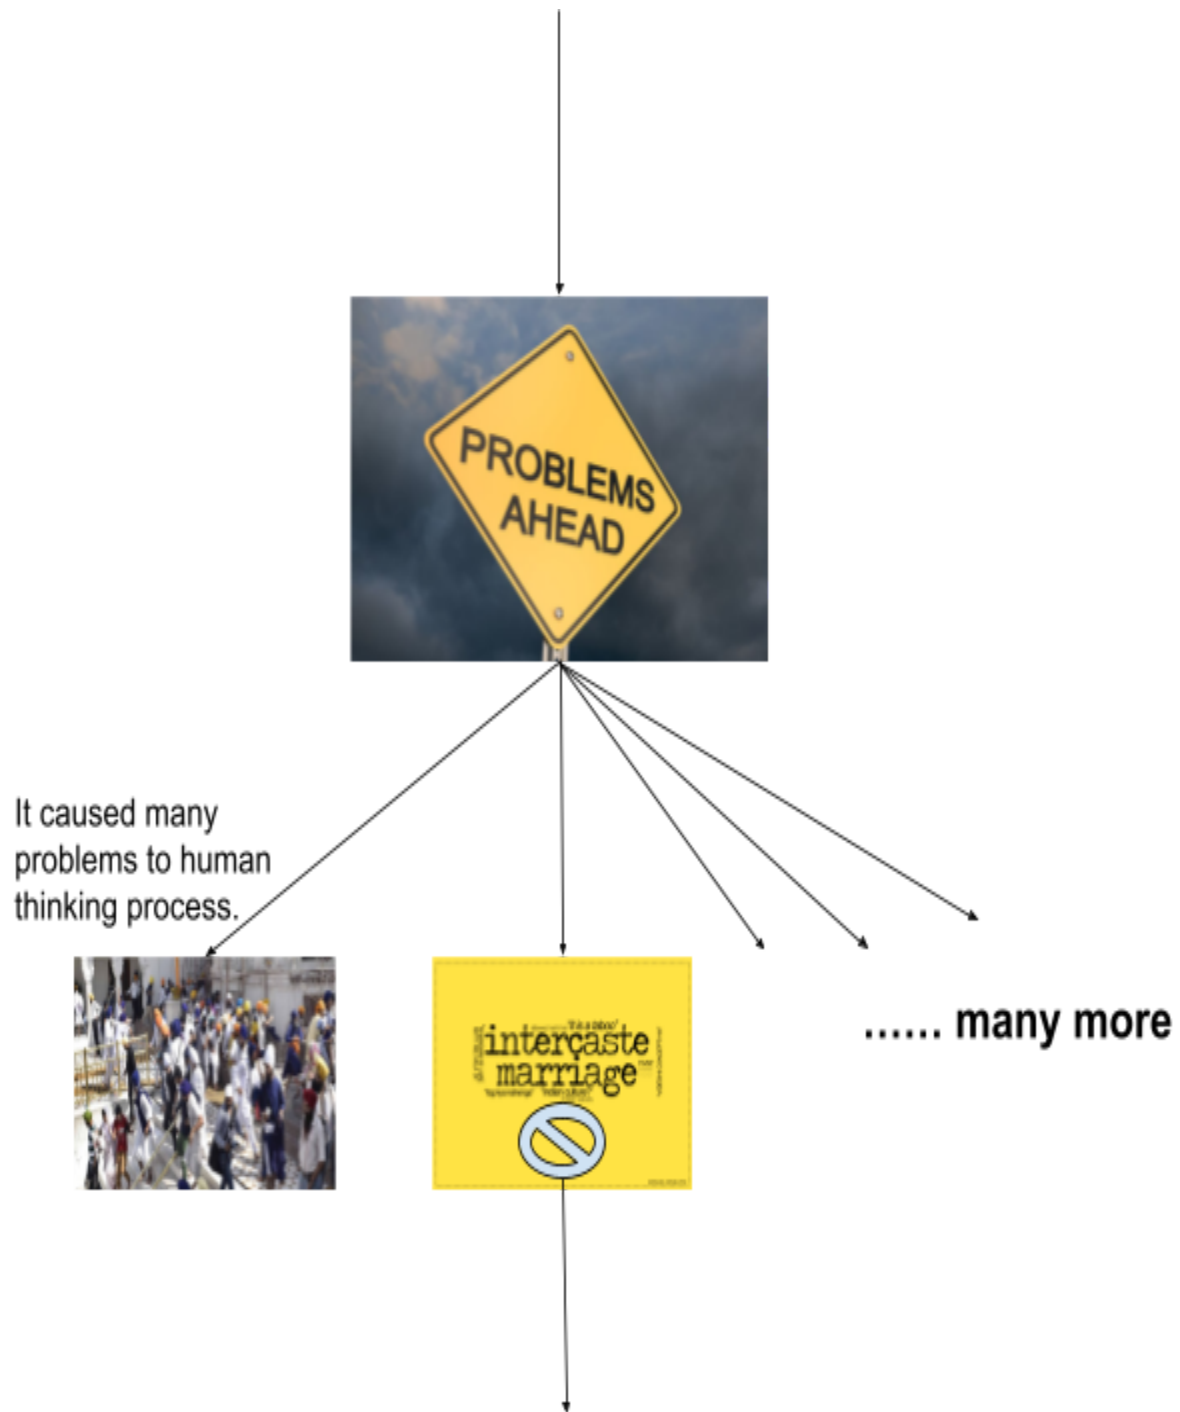 PROBLEMS
AHEAD
It caused many
problems to human
thinking process.
intercaste
marriage
...... many more